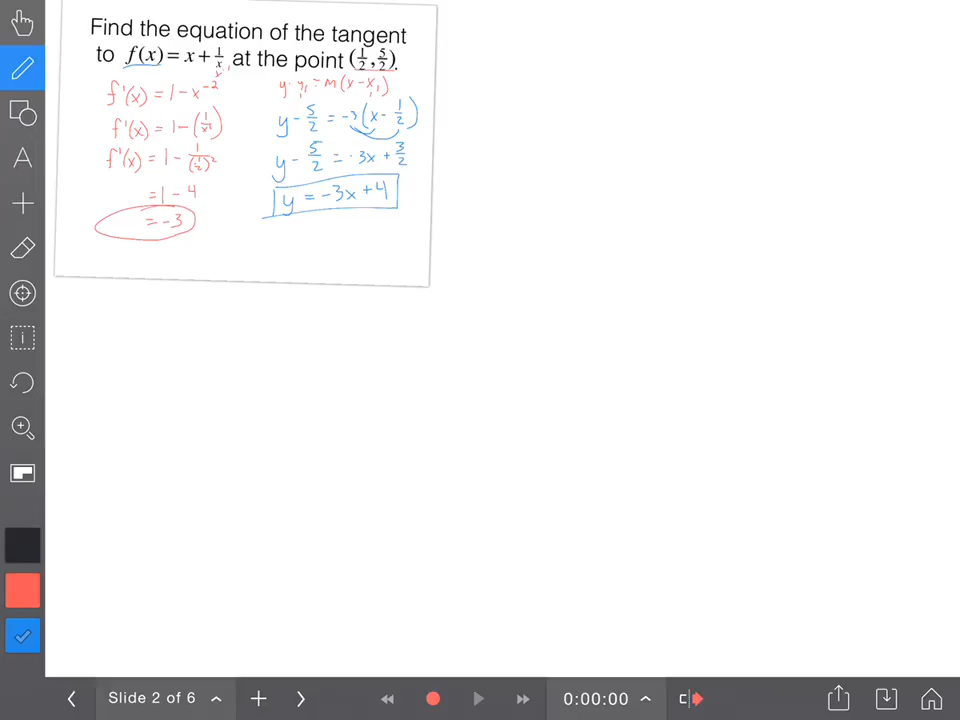 Find the equation of the tangent
to f(x) = x + 1/x at the point (1/2, 5/2).
x⁻¹
f'(x) = 1 - x⁻²
f'(x) = 1 - (1/x²)
f'(x) = 1 - 1/(1/2)²
= 1 - 4
= -3
y - y₁ = m(x - x₁)
y - 5/2 = -3(x - 1/2)
y - 5/2 = -3x + 3/2
y = -3x + 4
A
i
Slide 2 of 6
0:00:00